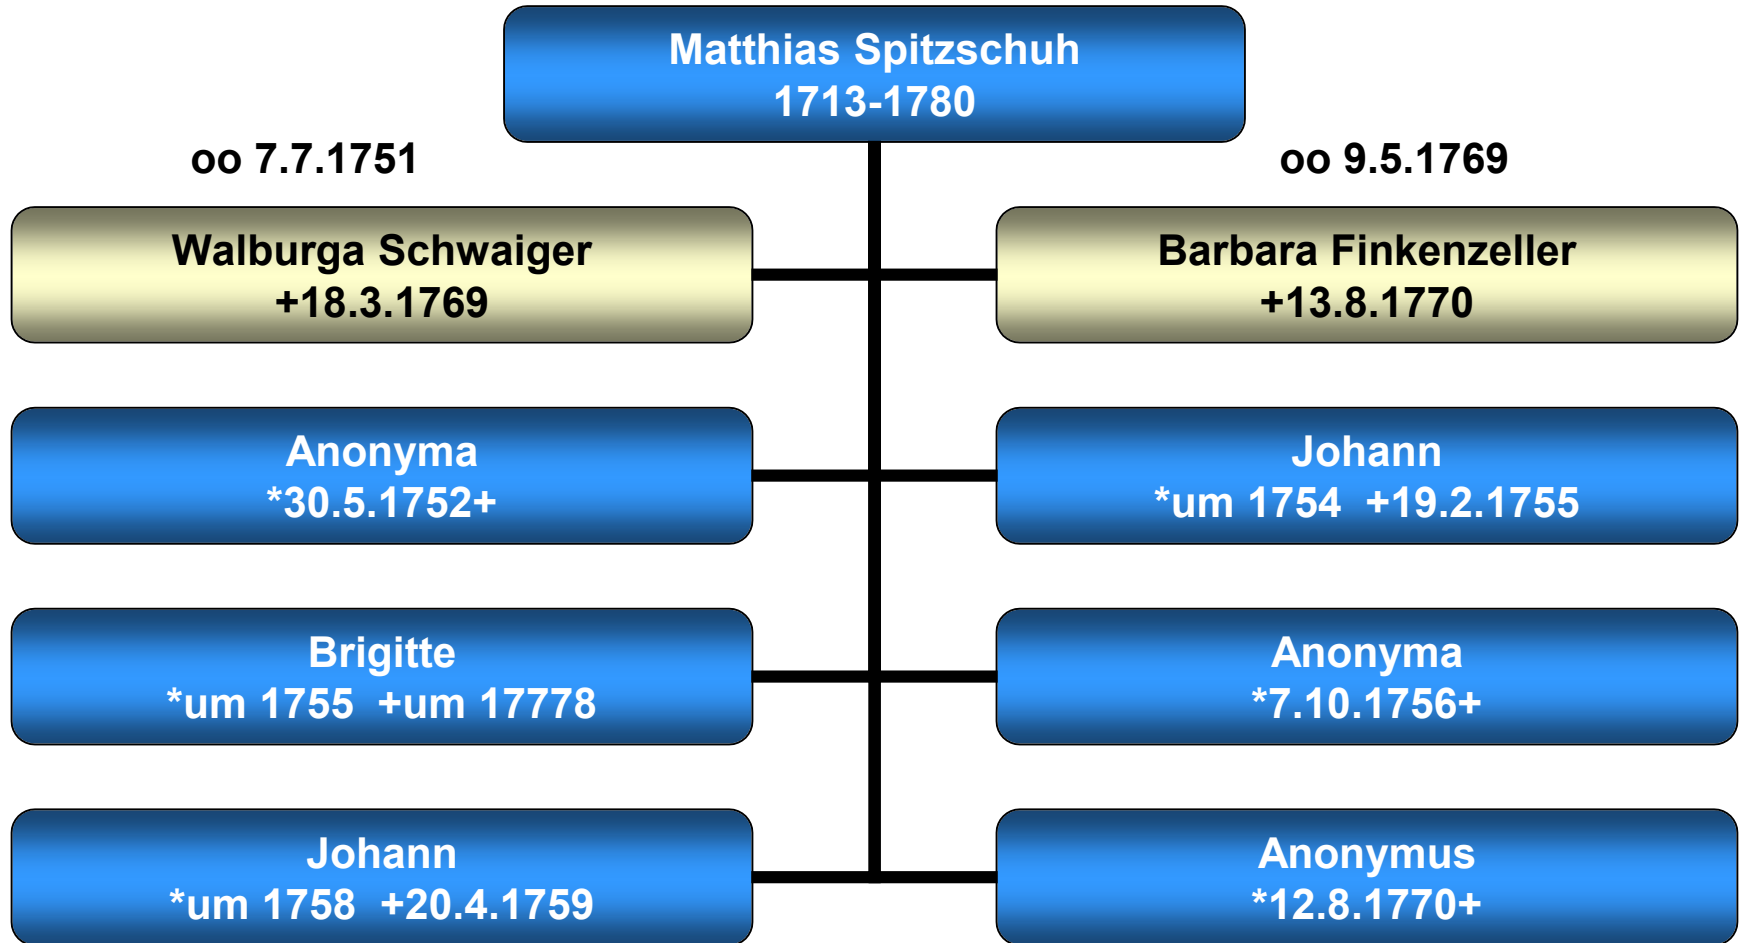 Matthias Spitzschuh
1713-1780
oo 7.7.1751
oo 9.5.1769
Walburga Schwaiger
+18.3.1769
Barbara Finkenzeller
+13.8.1770
Anonyma
*30.5.1752+
Johann
*um 1754  +19.2.1755
Brigitte
*um 1755  +um 17778
Anonyma
*7.10.1756+
Johann
*um 1758  +20.4.1759
Anonymus
*12.8.1770+